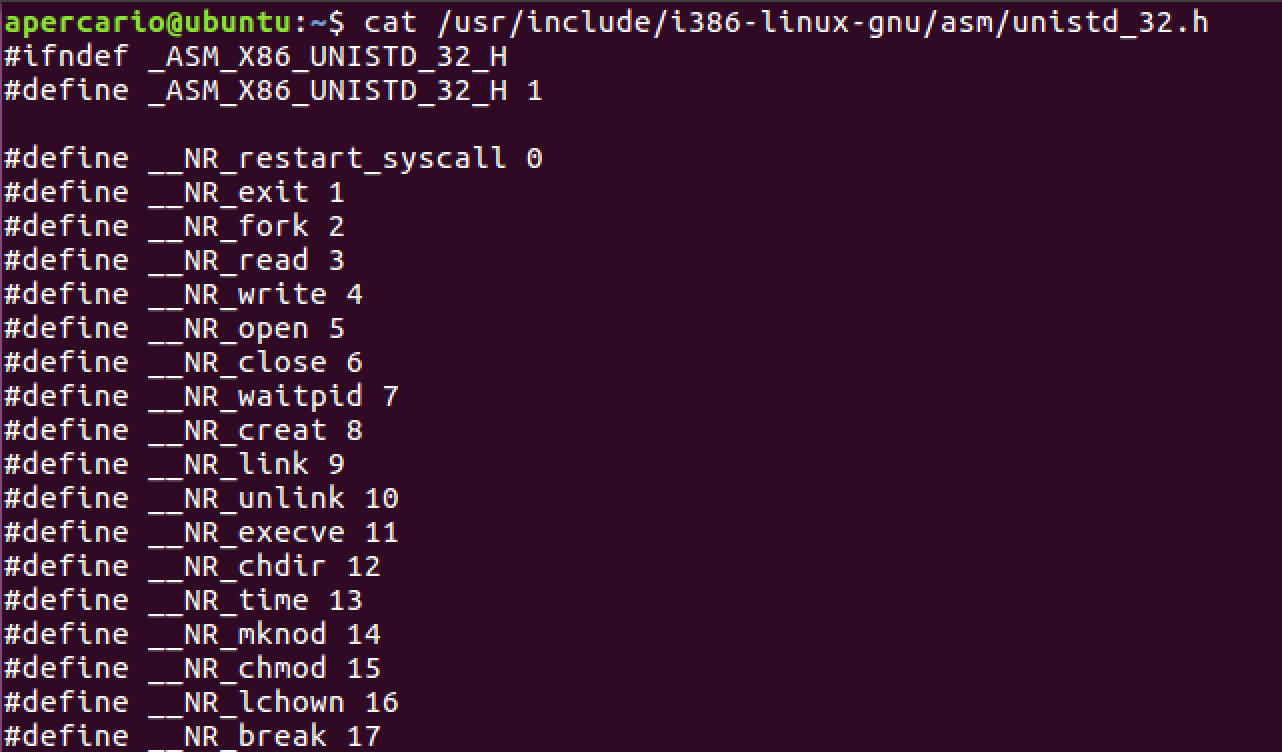 apercario@ubuntu:~$ cat /usr/include/i386-linux-gnu/asm/unistd_32.h
#ifndef _ASM_X86_UNISTD_32_H
#define _ASM_X86_UNISTD_32_H 1
#define __NR_restart_syscall 0
#define __NR_exit 1
#define __NR_fork 2
#define __NR_read 3
#define __NR_write 4
#define __NR_open 5
#define __NR_close 6
#define __NR_waitpid 7
#define __NR_creat 8
#define __NR_link 9
#define __NR_unlink 10
#define __NR_execve 11
#define __NR_chdir 12
#define __NR_time 13
#define __NR_mknod 14
#define __NR_chmod 15
#define __NR_lchown 16
#define __NR_break 17